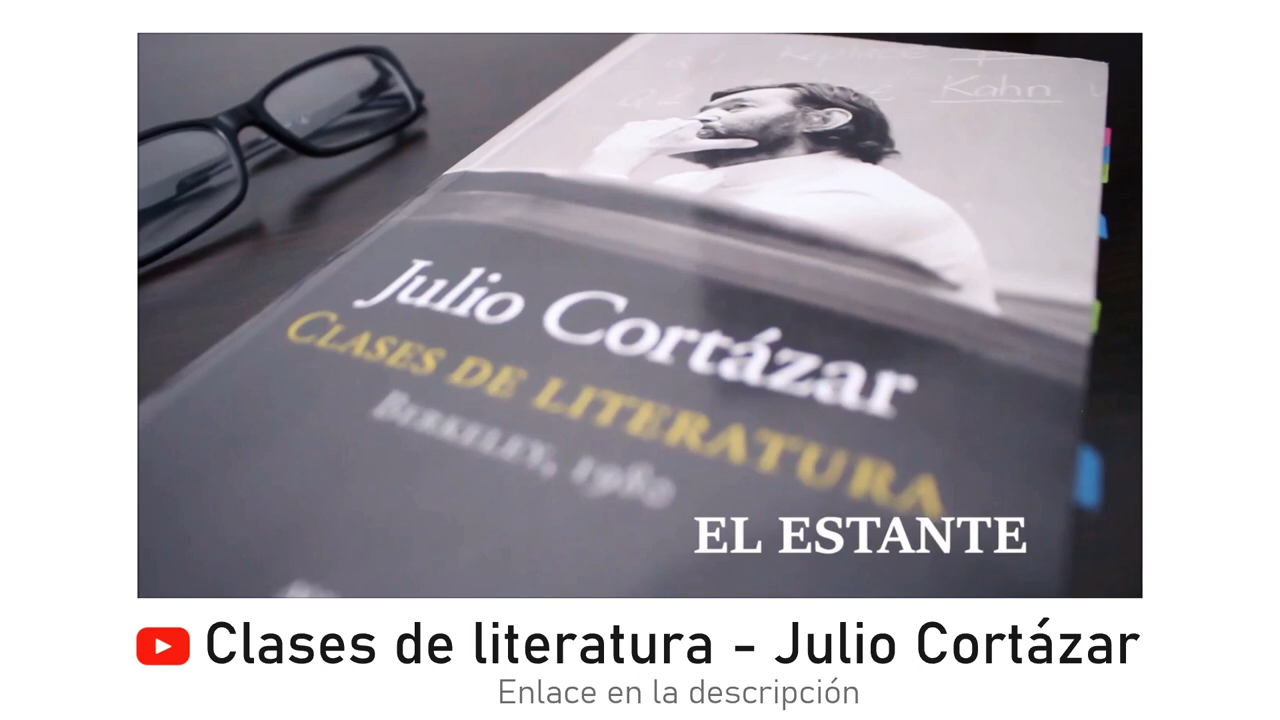 Kahn
Julio Cortázar
CLASES DE LITERATURA
BERKELEY, 1980
EL ESTANTE
Clases de literatura - Julio Cortázar
Enlace en la descripción